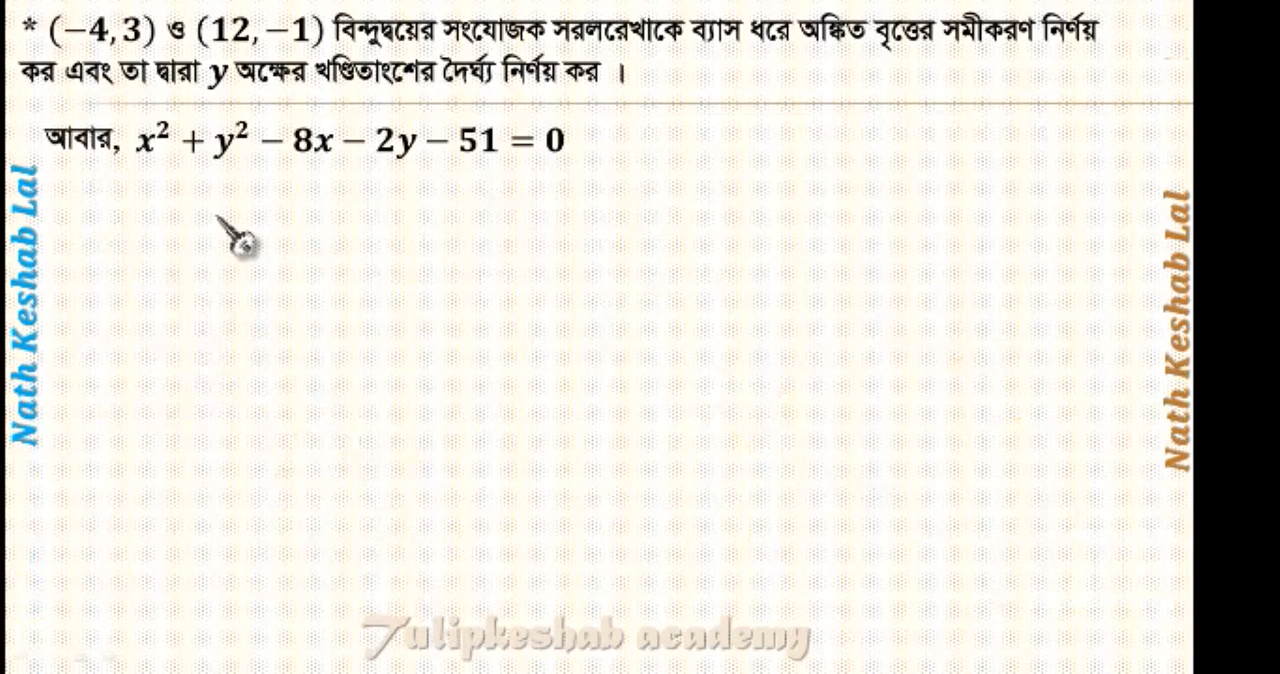 * (−4, 3) ও (12, −1) বিন্দুদ্বয়ের সংযোজক সরলরেখাকে ব্যাস ধরে অঙ্কিত বৃত্তের সমীকরণ নির্ণয়
কর এবং তা দ্বারা y অক্ষের খণ্ডিতাংশের দৈর্ঘ্য নির্ণয় কর ।
আবার, x² + y² − 8x − 2y − 51 = 0
Nath Keshab Lal
Nath Keshab Lal
Tulipkeshab academy